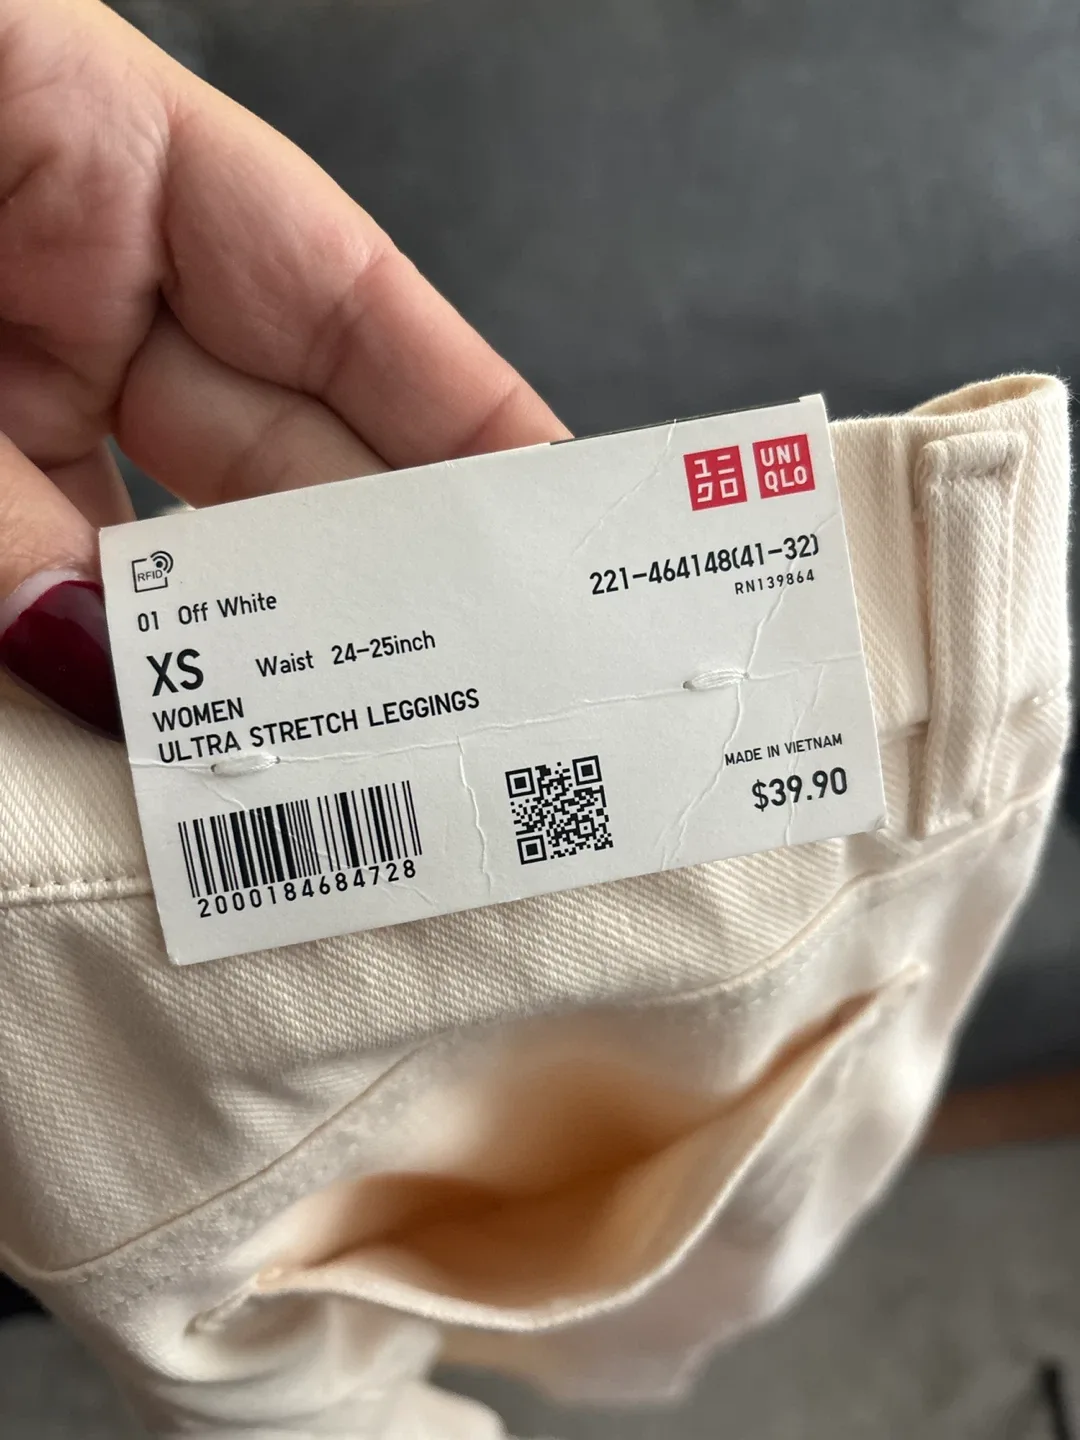 ユニ
クロ
UNI
QLO
RFID
221-464148(41-32)
RN139864
01 Off White
XS Waist 24-25inch
WOMEN
ULTRA STRETCH LEGGINGS
2000184684728
MADE IN VIETNAM
$39.90